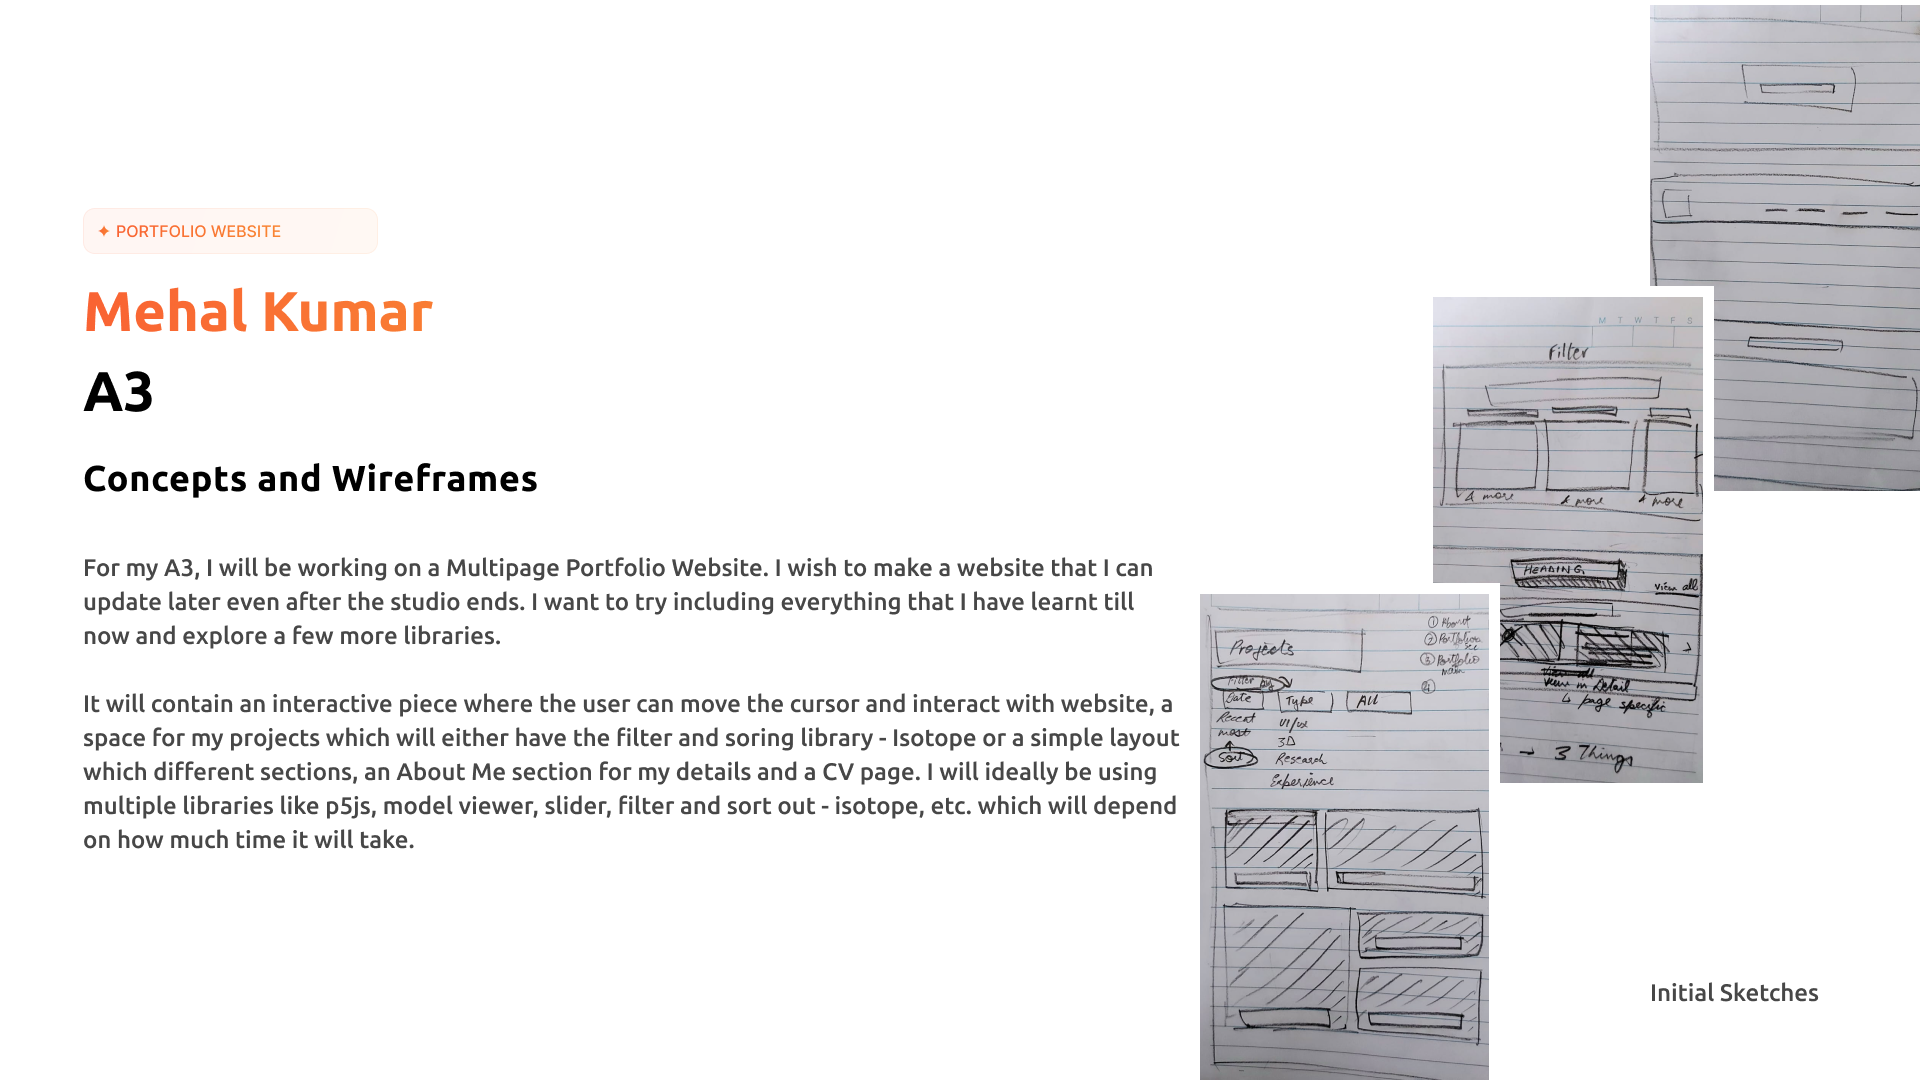 ✦ PORTFOLIO WEBSITE
Mehal Kumar
A3
Concepts and Wireframes
For my A3, I will be working on a Multipage Portfolio Website. I wish to make a website that I can
update later even after the studio ends. I want to try including everything that I have learnt till
now and explore a few more libraries.
It will contain an interactive piece where the user can move the cursor and interact with website, a
space for my projects which will either have the filter and soring library - Isotope or a simple layout
which different sections, an About Me section for my details and a CV page. I will ideally be using
multiple libraries like p5js, model viewer, slider, filter and sort out - isotope, etc. which will depend
on how much time it will take.
M T W T F S
Filter
& more & more & more
HEADING
View all
View all
View in Detail
↳ page specific
→ 3 Things
Projects
① About
② Portfolio
③ Portfolio
main
④
Filter by
Date Type All
Recent
most
Sort
UI/UX
3D
Research
Experience
Initial Sketches